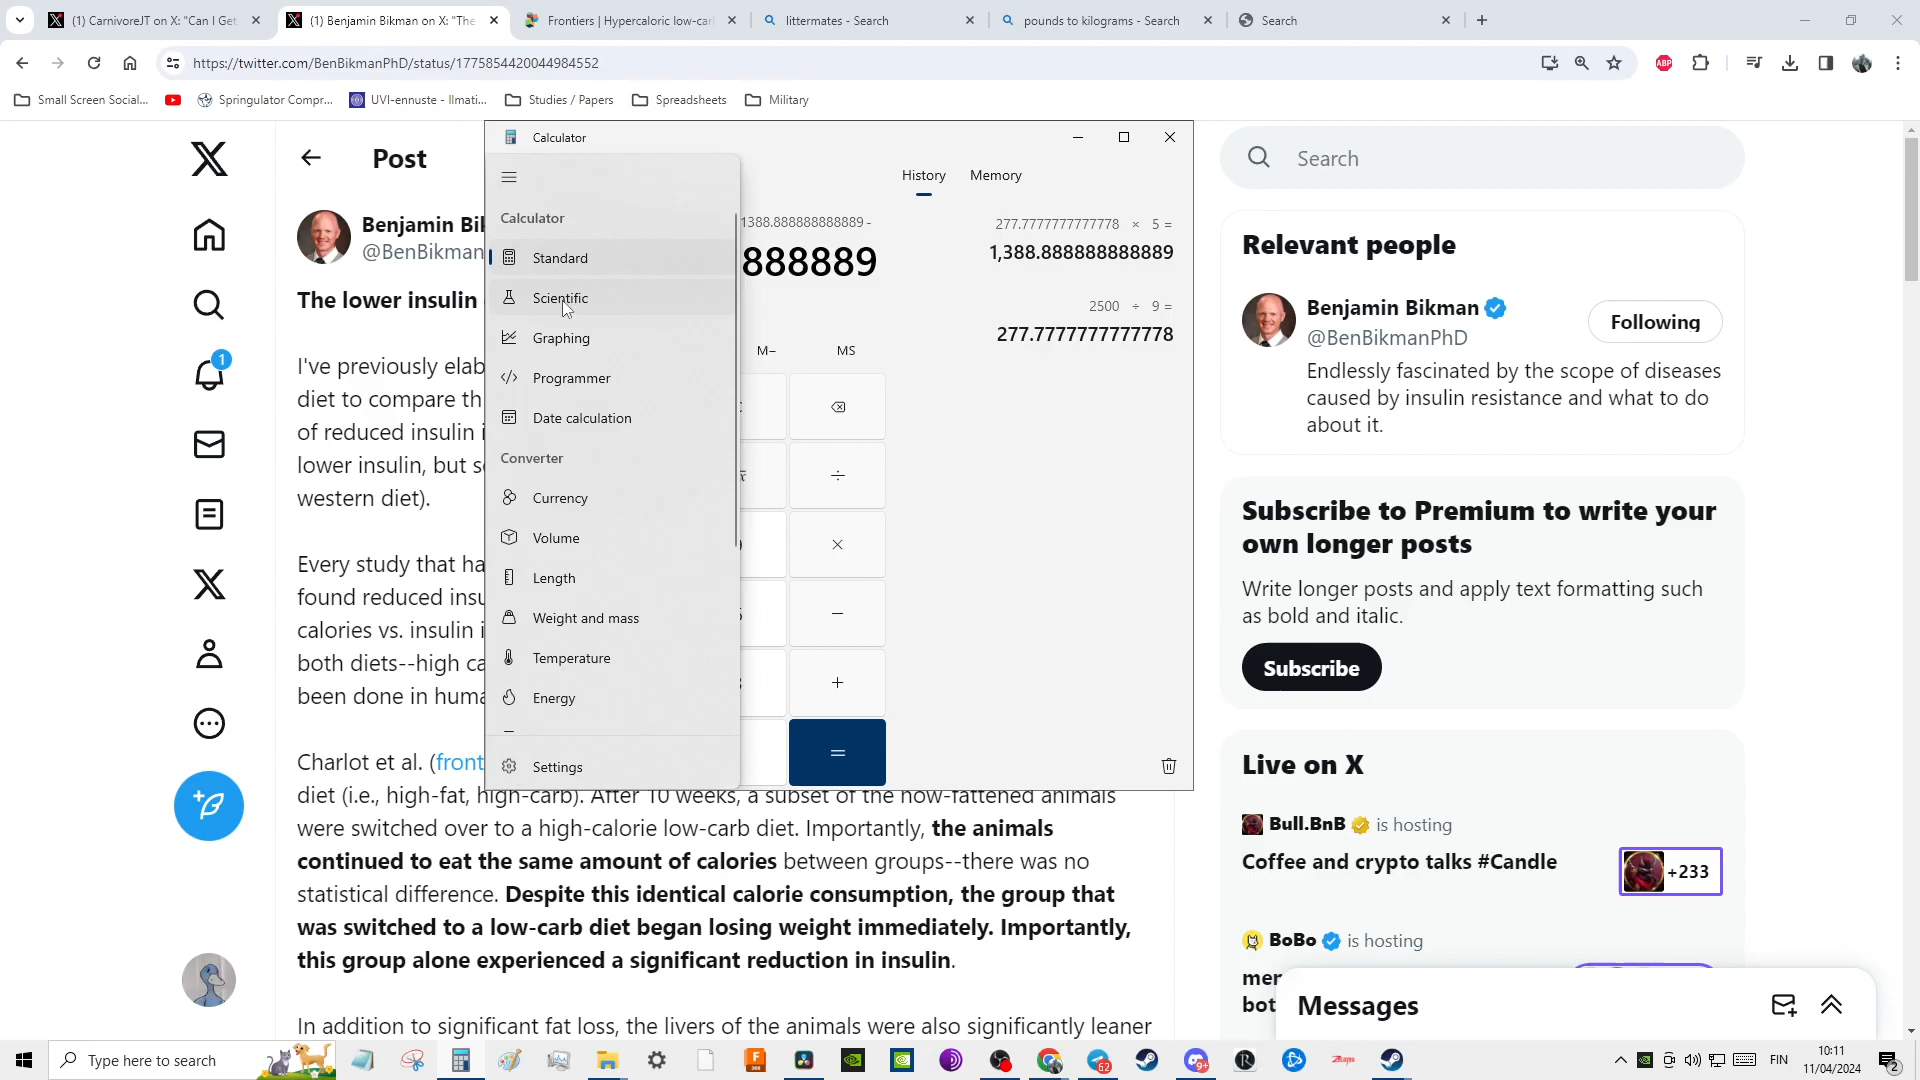 (1) CarnivoreJT on X: "Can I Get
(1) Benjamin Bikman on X: "The
Frontiers | Hypercaloric low-car
littermates - Search
pounds to kilograms - Search
Search
https://twitter.com/BenBikmanPhD/status/1775854420044984552
ABP
Small Screen Social...
Springulator Compr...
UVI-ennuste - Ilmati...
Studies / Papers
Spreadsheets
Military
Post
Benjamin Bi
@BenBikman
The lower insulin
I've previously elab
diet to compare th
of reduced insulin i
lower insulin, but s
western diet).
Every study that ha
found reduced insu
calories vs. insulin i
both diets--high ca
been done in huma
Charlot et al. (front
diet (i.e., high-fat, high-carb). After 10 weeks, a subset of the now-fattened animals
were switched over to a high-calorie low-carb diet. Importantly, the animals
continued to eat the same amount of calories between groups--there was no
statistical difference. Despite this identical calorie consumption, the group that
was switched to a low-carb diet began losing weight immediately. Importantly,
this group alone experienced a significant reduction in insulin.
In addition to significant fat loss, the livers of the animals were also significantly leaner
Calculator
Calculator
Standard
Scientific
Graphing
Programmer
Date calculation
Converter
Currency
Volume
Length
Weight and mass
Temperature
Energy
Settings
1388.888888888889 -
888889
M−
MS
÷
×
−
+
=
History
Memory
277.7777777777778 × 5 =
1,388.888888888889
2500 ÷ 9 =
277.7777777777778
Search
Relevant people
Benjamin Bikman
@BenBikmanPhD
Following
Endlessly fascinated by the scope of diseases
caused by insulin resistance and what to do
about it.
Subscribe to Premium to write your
own longer posts
Write longer posts and apply text formatting such
as bold and italic.
Subscribe
Live on X
Bull.BnB is hosting
Coffee and crypto talks #Candle
+233
BoBo is hosting
mer
bot
Messages
1
Type here to search
62
9+
FIN
10:11
11/04/2024
2